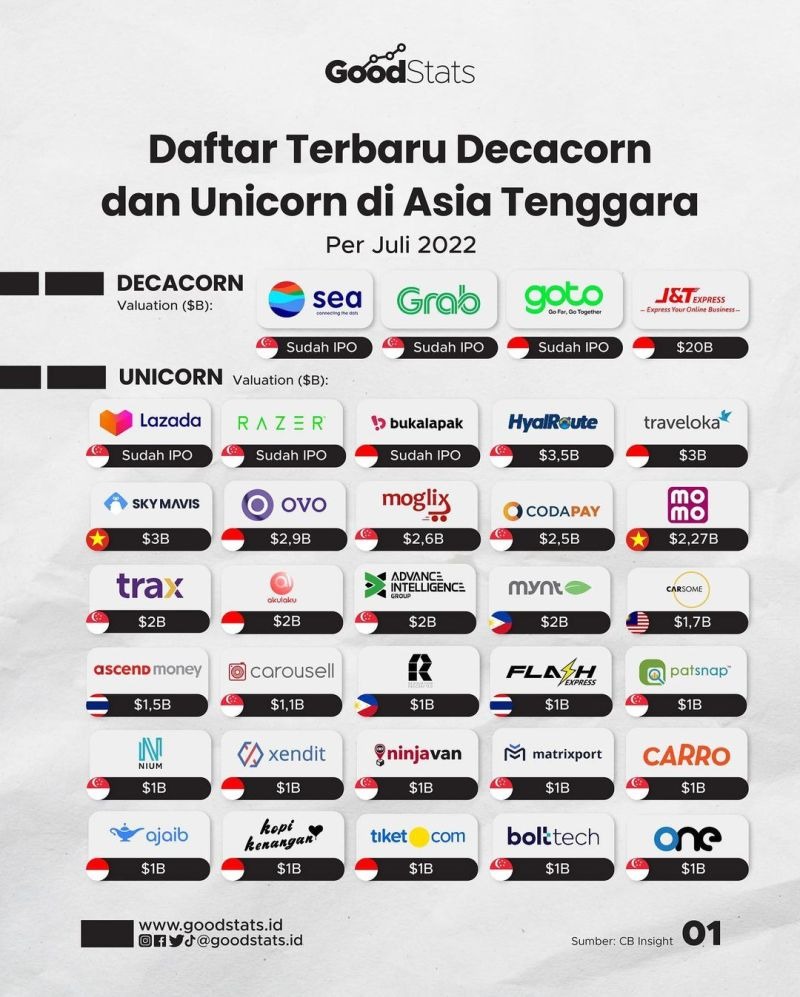 GoodStats
Daftar Terbaru Decacorn
dan Unicorn di Asia Tenggara
Per Juli 2022
DECACORN
Valuation ($B):
sea
connecting the dots
Grab
goto
Go Far, Go Together
J&T EXPRESS
Express Your Online Business
Sudah IPO
Sudah IPO
Sudah IPO
$20B
UNICORN Valuation ($B):
Lazada
RAZER
bukalapak
HyalRoute
traveloka
Sudah IPO
Sudah IPO
Sudah IPO
$3,5B
$3B
SKY MAVIS
OVO
moglix
CODAPAY
momo
$3B
$2,9B
$2,6B
$2,5B
$2,27B
trax
akulaku
ADVANCE
INTELLIGENCE
GROUP
mynt
CARSOME
$2B
$2B
$2B
$2B
$1,7B
ascend money
carousell
FLASH
EXPRESS
patsnap
$1,5B
$1,1B
$1B
$1B
$1B
NIUM
xendit
ninjavan
matrixport
CARRO
$1B
$1B
$1B
$1B
$1B
ajaib
kopi
kenangan
tiket com
bolttech
one
$1B
$1B
$1B
$1B
$1B
www.goodstats.id
@goodstats.id
Sumber: CB Insight 01